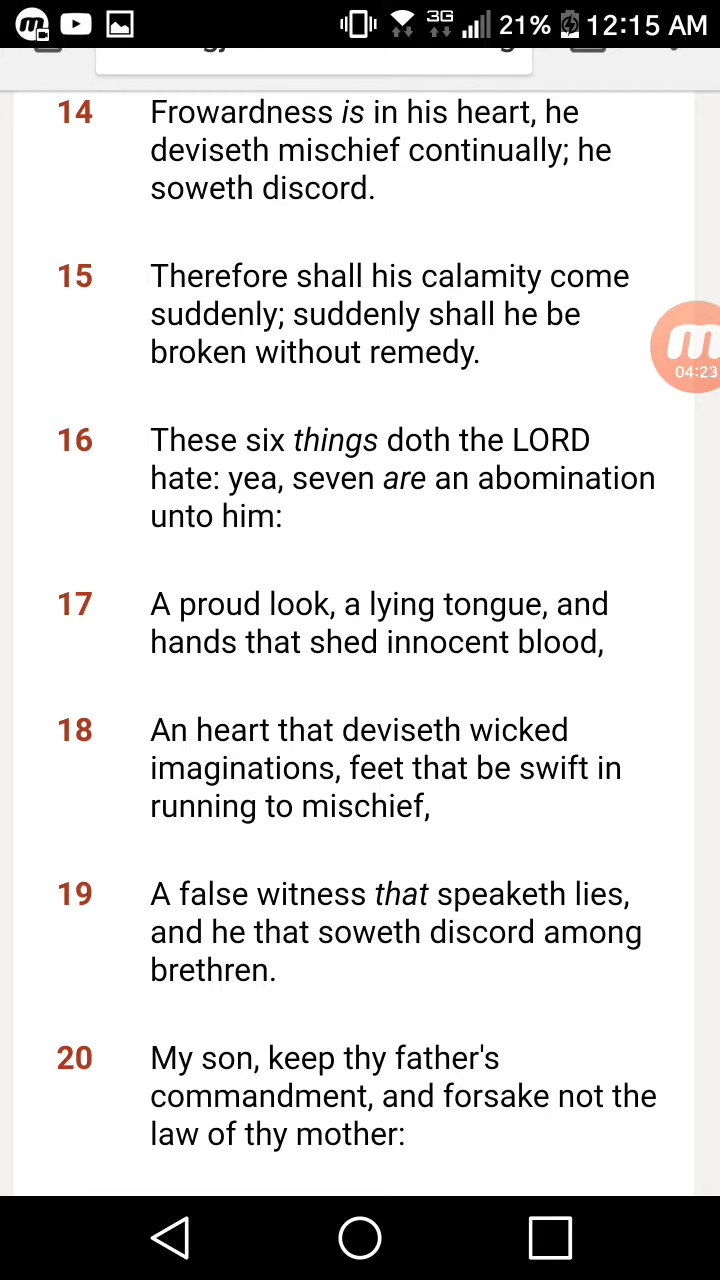 3G 21% 12:15 AM
14 Frowardness is in his heart, he
deviseth mischief continually; he
soweth discord.
15 Therefore shall his calamity come
suddenly; suddenly shall he be
broken without remedy.
m
04:23
16 These six things doth the LORD
hate: yea, seven are an abomination
unto him:
17 A proud look, a lying tongue, and
hands that shed innocent blood,
18 An heart that deviseth wicked
imaginations, feet that be swift in
running to mischief,
19 A false witness that speaketh lies,
and he that soweth discord among
brethren.
20 My son, keep thy father's
commandment, and forsake not the
law of thy mother: